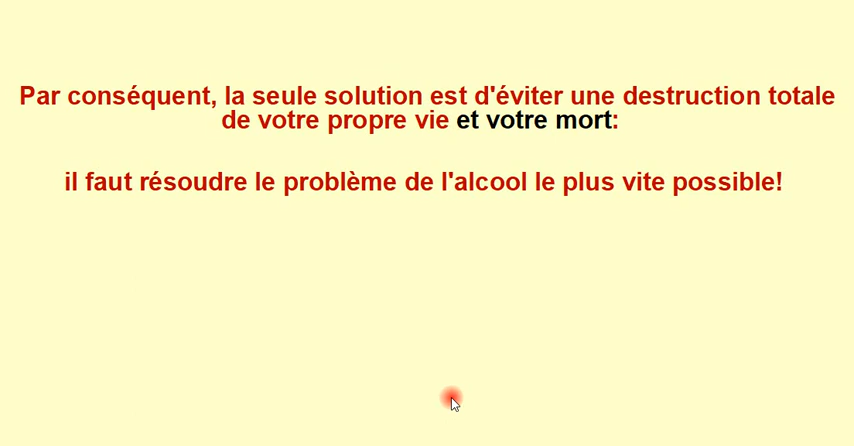 Par conséquent, la seule solution est d'éviter une destruction totale
de votre propre vie et votre mort:
il faut résoudre le problème de l'alcool le plus vite possible!